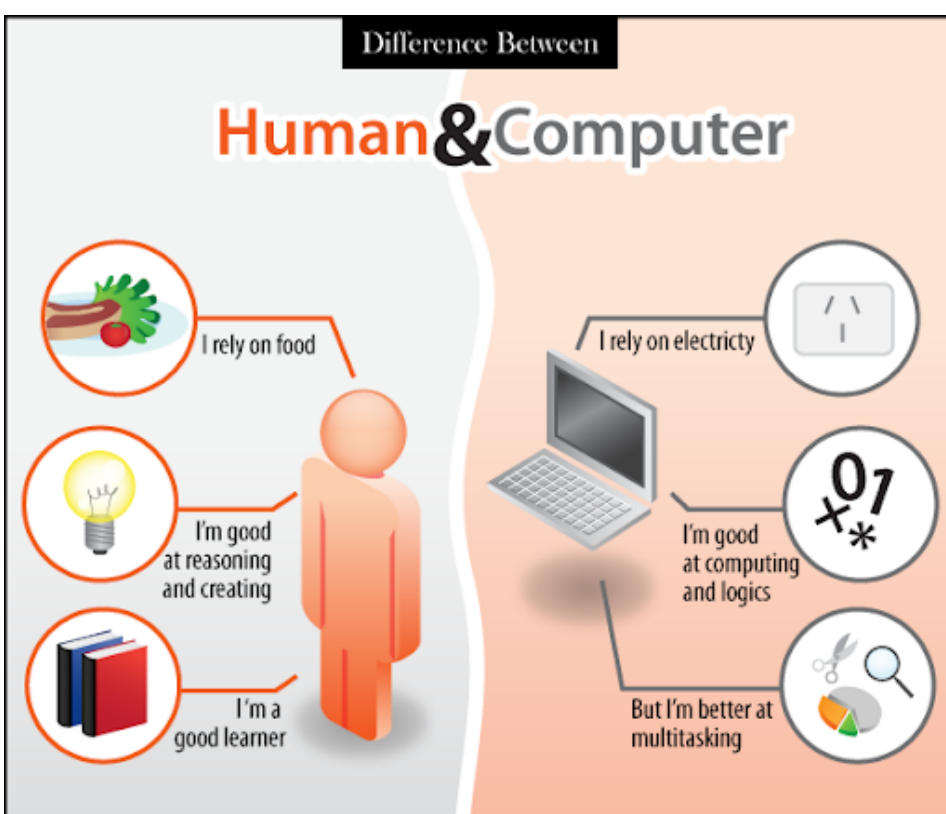 Difference Between
Human&Computer
I rely on food
I'm good
at reasoning
and creating
I'm a
good learner
I rely on electricty
I'm good
at computing
and logics
But I'm better at
multitasking
01
×*